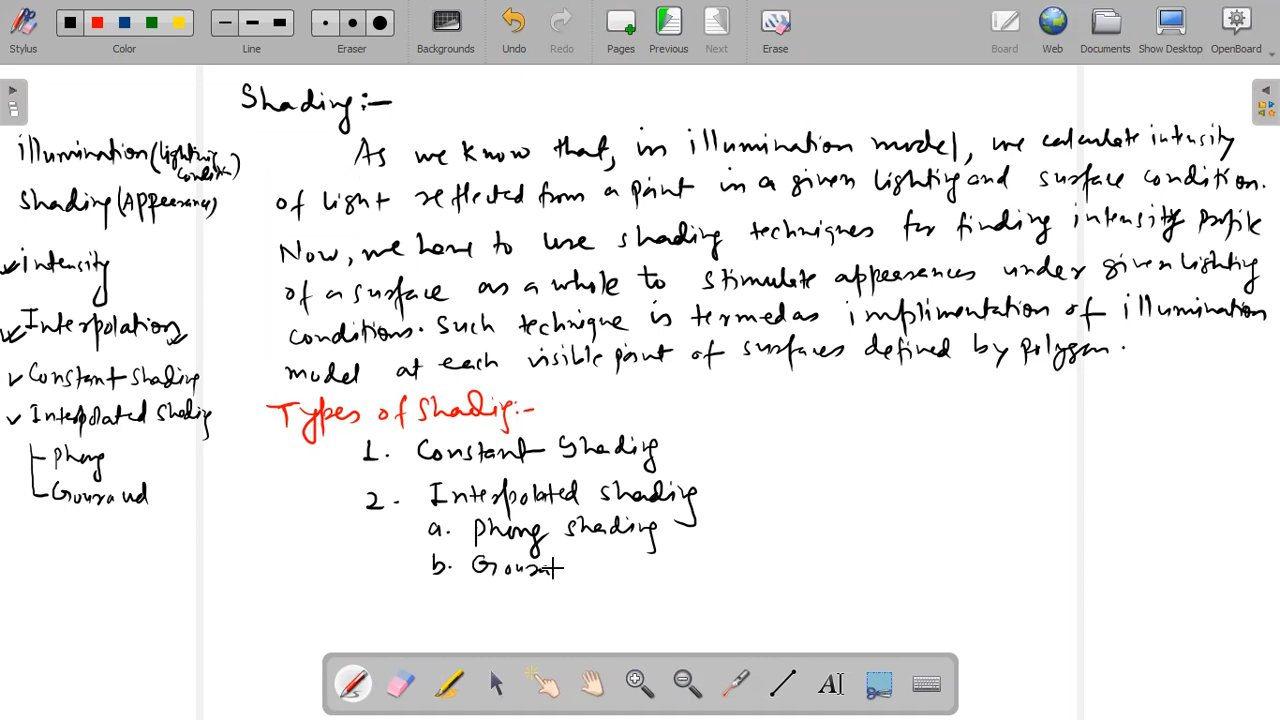 Stylus
Color
Line
Eraser
Backgrounds
Undo
Redo
Pages
Previous
Next
Erase
Board
Web
Documents
Show Desktop
OpenBoard
illumination (lighting condition)
Shading (Appearances)
Intensity
Interpolation
Constant shading
Interpolated shading
Phong
Gouraud
Shading:-
As we know that, in illumination model, we calculate intensity
of light reflected from a point in a given lighting and surface condition.
Now, we have to use shading techniques for finding intensity profile
of a surface as a whole to stimulate appearances under given lighting
conditions. Such technique is termed as implimentation of illumination
model at each visible point of surfaces defined by polygon.
Types of Shadig:-
1. Constant Shading
2. Interpolated shading
a. Phong shading
b. Goura